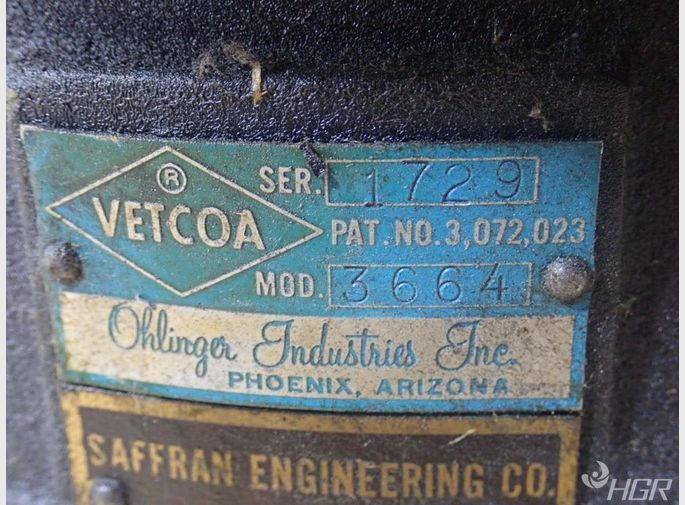 ® SER. 1729
VETCOA PAT. NO. 3,072,023
MOD. 3664
Ohlinger Industries Inc.
PHOENIX, ARIZONA
SAFFRAN ENGINEERING CO.
HGR